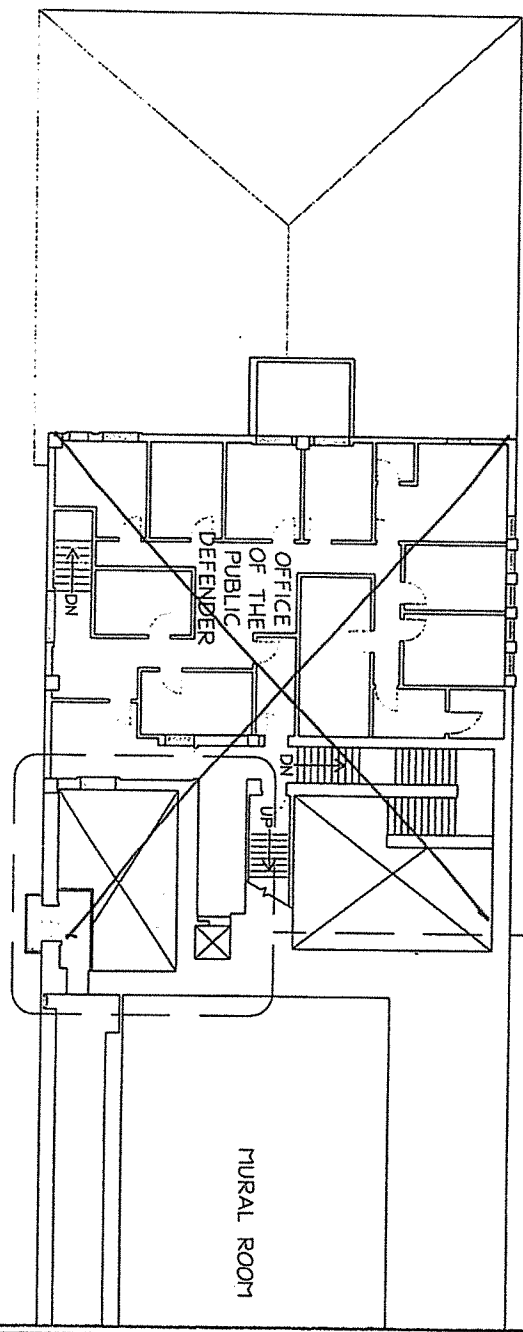 OFFICE
OF THE
PUBLIC
DEFENDER
DN
DN
UP
MURAL ROOM